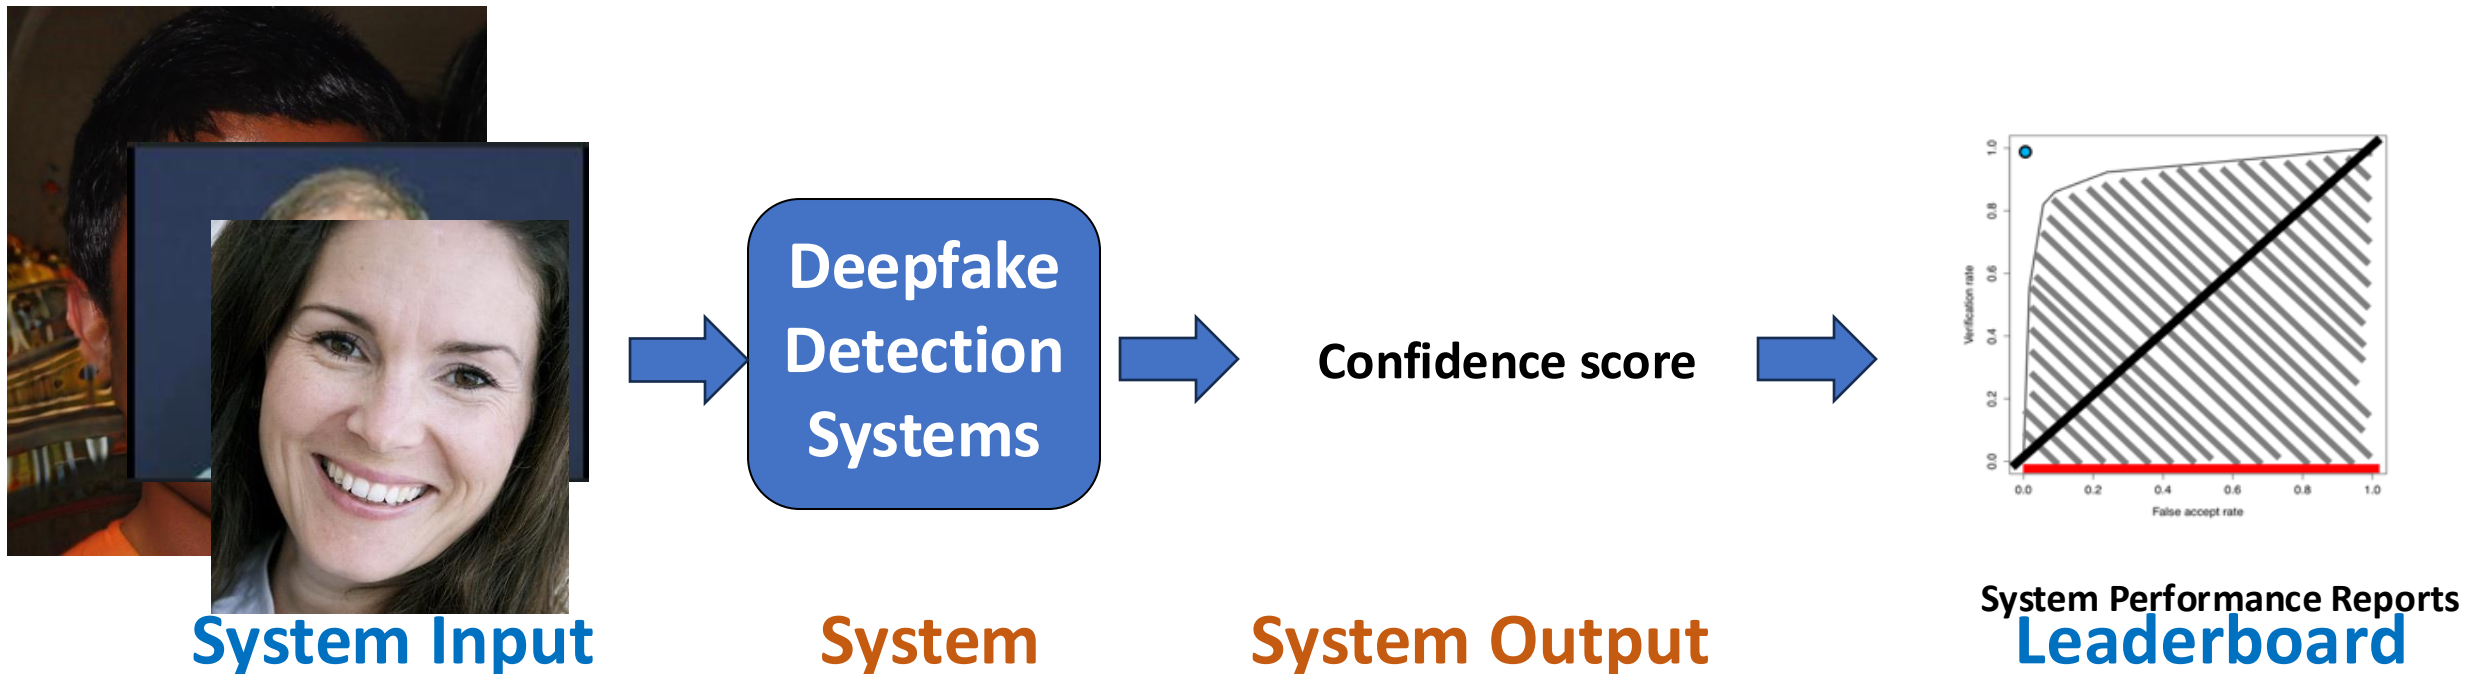 Deepfake
Detection
Systems
Confidence score
1.0
0.8
0.6
0.4
0.2
0.0
Verification rate
0.0 0.2 0.4 0.6 0.8 1.0
False accept rate
System Performance Reports
System Input
System
System Output
Leaderboard